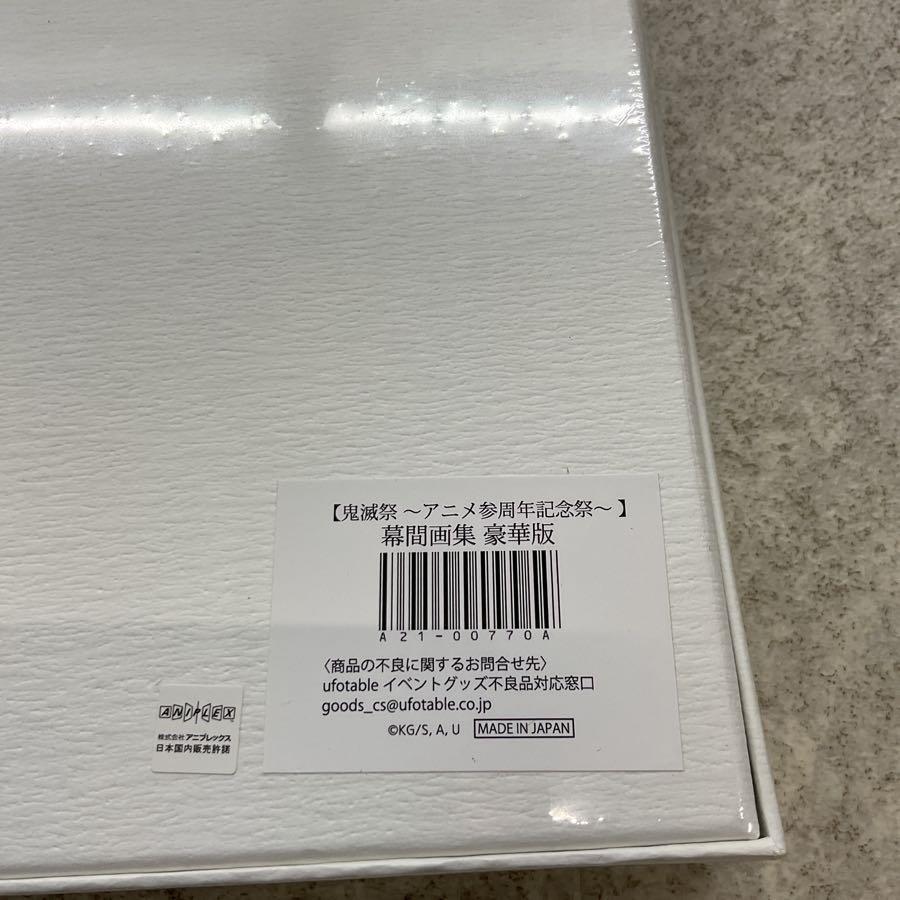 【鬼滅祭 ～アニメ参周年記念祭～】
幕間画集 豪華版
A21-00770A
〈商品の不良に関するお問合せ先〉
ufotable イベントグッズ不良品対応窓口
goods_cs@ufotable.co.jp
©KG/S, A, U MADE IN JAPAN
ANIPLEX
株式会社アニプレックス
日本国内販売許諾